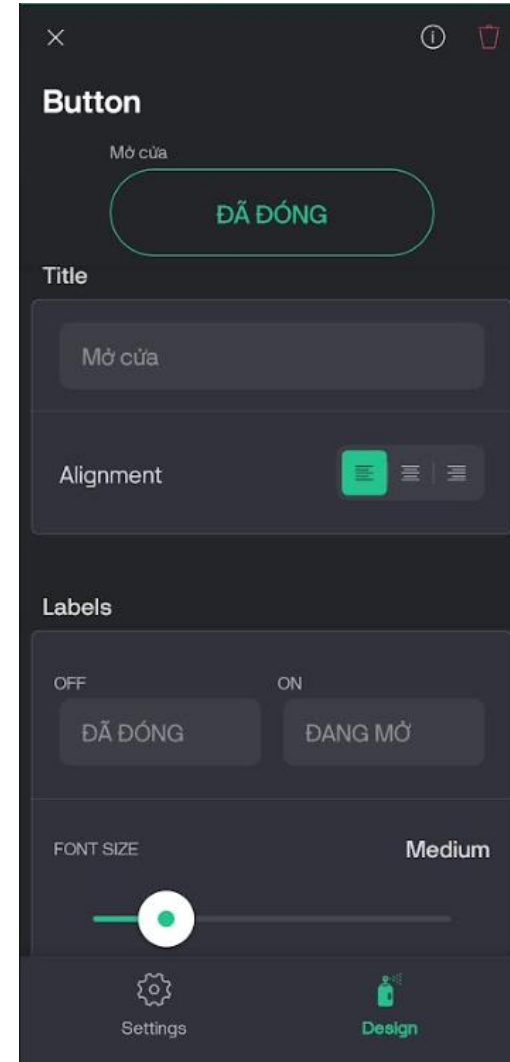 Button
Mở cửa
ĐÃ ĐÓNG
Title
Mở cửa
Alignment
Labels
OFF ON
ĐÃ ĐÓNG ĐANG MỞ
FONT SIZE Medium
Settings Design